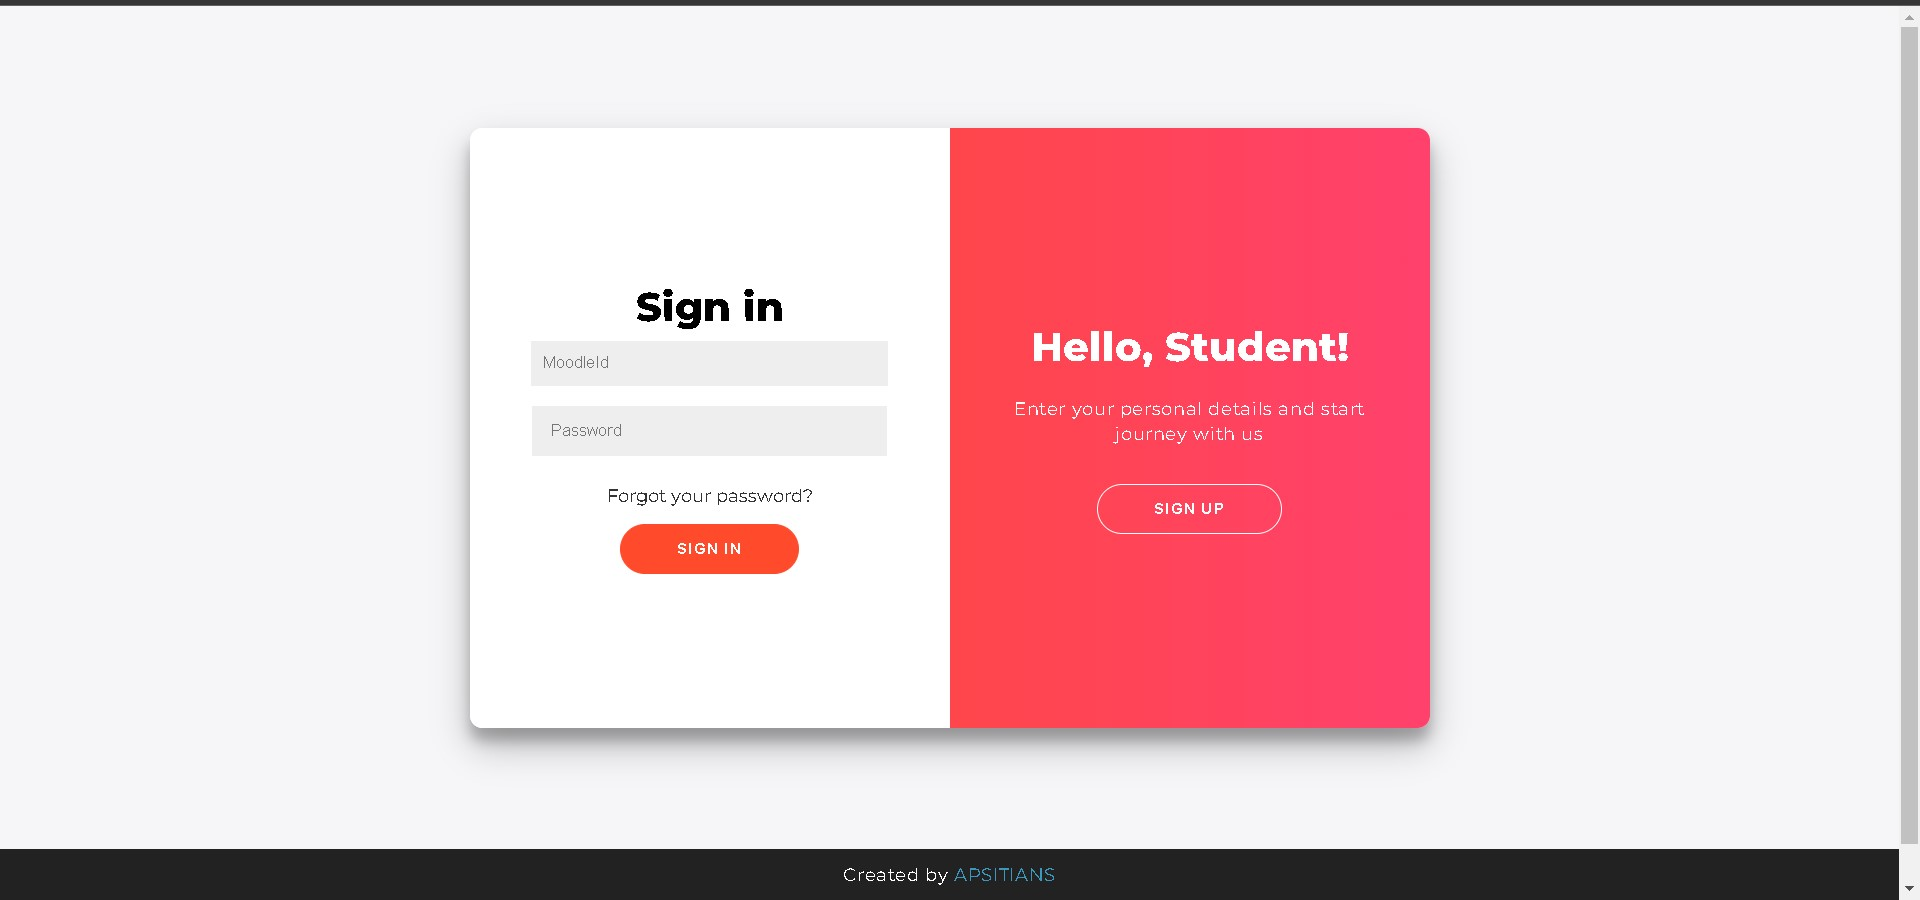 Sign in
MoodleId
Password
Forgot your password?
SIGN IN
Hello, Student!
Enter your personal details and start
journey with us
SIGN UP
Created by APSITIANS